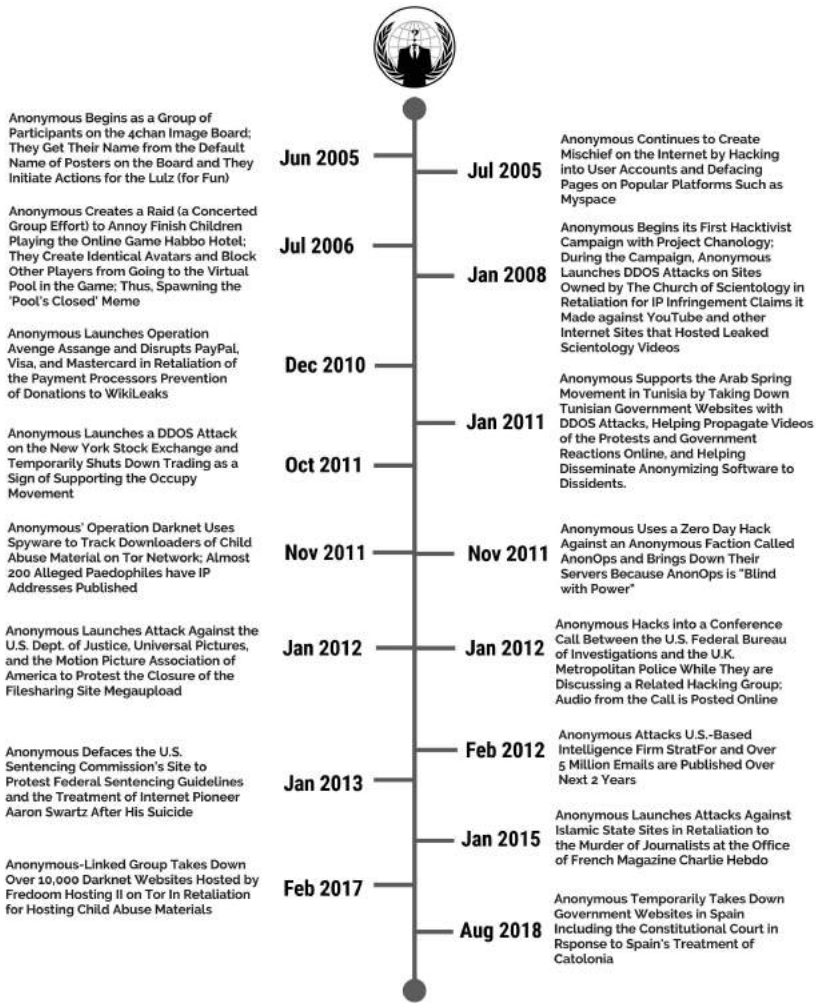 ?
Anonymous Begins as a Group of
Participants on the 4chan Image Board;
They Get Their Name from the Default
Name of Posters on the Board and They
Initiate Actions for the Lulz (for Fun)
Jun 2005
Jul 2005
Anonymous Continues to Create
Mischief on the Internet by Hacking
into User Accounts and Defacing
Pages on Popular Platforms Such as
Myspace
Anonymous Creates a Raid (a Concerted
Group Effort) to Annoy Finish Children
Playing the Online Game Habbo Hotel;
They Create Identical Avatars and Block
Other Players from Going to the Virtual
Pool in the Game; Thus, Spawning the
'Pool's Closed' Meme
Jul 2006
Jan 2008
Anonymous Begins its First Hacktivist
Campaign with Project Chanology;
During the Campaign, Anonymous
Launches DDOS Attacks on Sites
Owned by The Church of Scientology in
Retaliation for IP Infringement Claims it
Made against YouTube and other
Internet Sites that Hosted Leaked
Scientology Videos
Anonymous Launches Operation
Avenge Assange and Disrupts PayPal,
Visa, and Mastercard in Retaliation of
the Payment Processors Prevention
of Donations to WikiLeaks
Dec 2010
Jan 2011
Anonymous Supports the Arab Spring
Movement in Tunisia by Taking Down
Tunisian Government Websites with
DDOS Attacks, Helping Propagate Videos
of the Protests and Government
Reactions Online, and Helping
Disseminate Anonymizing Software to
Dissidents.
Anonymous Launches a DDOS Attack
on the New York Stock Exchange and
Temporarily Shuts Down Trading as a
Sign of Supporting the Occupy
Movement
Oct 2011
Anonymous' Operation Darknet Uses
Spyware to Track Downloaders of Child
Abuse Material on Tor Network; Almost
200 Alleged Paedophiles have IP
Addresses Published
Nov 2011
Nov 2011
Anonymous Uses a Zero Day Hack
Against an Anonymous Faction Called
AnonOps and Brings Down Their
Servers Because AnonOps is "Blind
with Power"
Anonymous Launches Attack Against the
U.S. Dept. of Justice, Universal Pictures,
and the Motion Picture Association of
America to Protest the Closure of the
Filesharing Site Megaupload
Jan 2012
Jan 2012
Anonymous Hacks into a Conference
Call Between the U.S. Federal Bureau
of Investigations and the U.K.
Metropolitan Police While They are
Discussing a Related Hacking Group;
Audio from the Call is Posted Online
Feb 2012
Anonymous Attacks U.S.-Based
Intelligence Firm StratFor and Over
5 Million Emails are Published Over
Next 2 Years
Anonymous Defaces the U.S.
Sentencing Commission's Site to
Protest Federal Sentencing Guidelines
and the Treatment of Internet Pioneer
Aaron Swartz After His Suicide
Jan 2013
Jan 2015
Anonymous Launches Attacks Against
Islamic State Sites in Retaliation to
the Murder of Journalists at the Office
of French Magazine Charlie Hebdo
Anonymous-Linked Group Takes Down
Over 10,000 Darknet Websites Hosted by
Fredoom Hosting II on Tor In Retaliation
for Hosting Child Abuse Materials
Feb 2017
Aug 2018
Anonymous Temporarily Takes Down
Government Websites in Spain
Including the Constitutional Court in
Rsponse to Spain's Treatment of
Catolonia